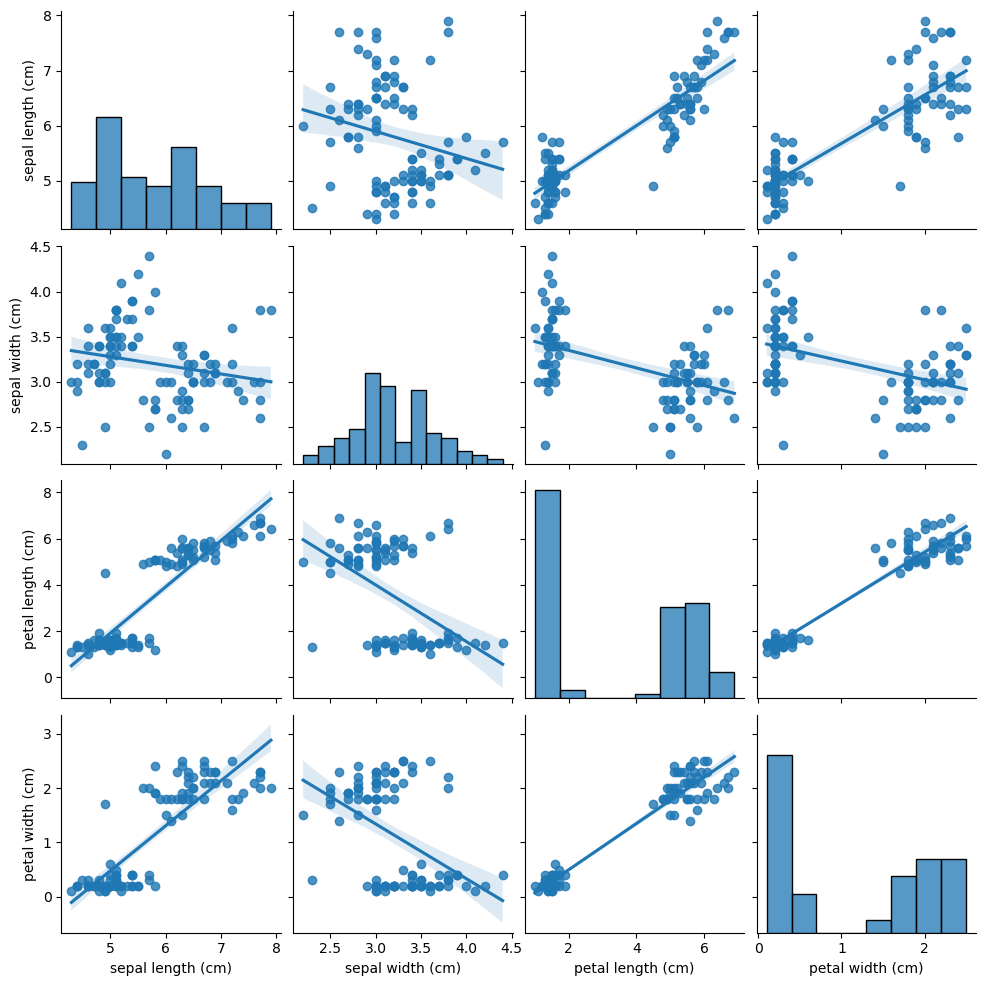 sepal length (cm)
8
7
6
5
sepal width (cm)
4.5
4.0
3.5
3.0
2.5
petal length (cm)
8
6
4
2
0
petal width (cm)
3
2
1
0
5 6 7 8
2.5 3.0 3.5 4.0 4.5
2 4 6
0 1 2
sepal length (cm)
sepal width (cm)
petal length (cm)
petal width (cm)